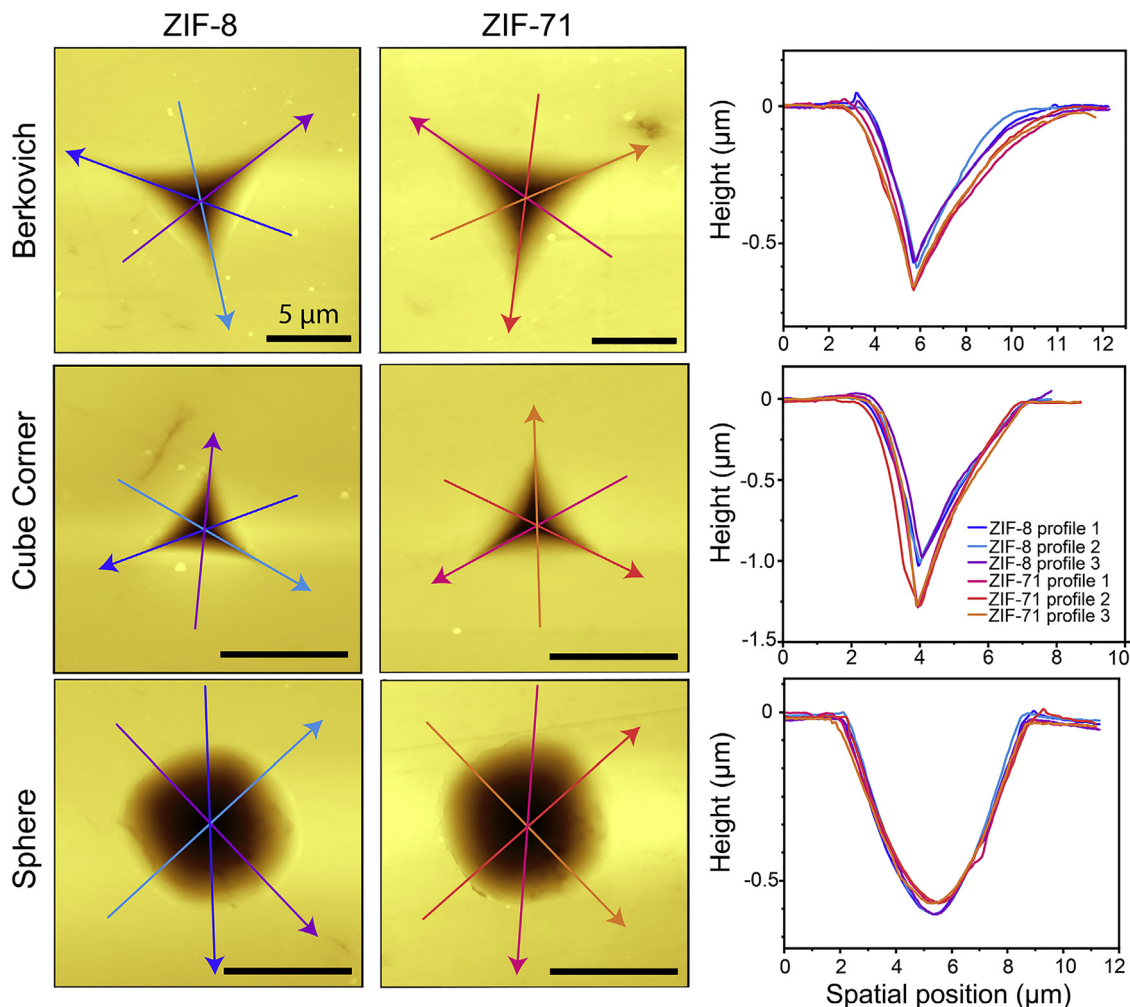 ZIF-8
ZIF-71
Berkovich
5 µm
Height (µm)
0
-0.5
0
2
4
6
8
10
12
Cube Corner
Height (µm)
0
-0.5
-1.0
-1.5
ZIF-8 profile 1
ZIF-8 profile 2
ZIF-8 profile 3
ZIF-71 profile 1
ZIF-71 profile 2
ZIF-71 profile 3
0
2
4
6
8
10
Sphere
Height (µm)
0
-0.5
0
2
4
6
8
10
12
Spatial position (µm)